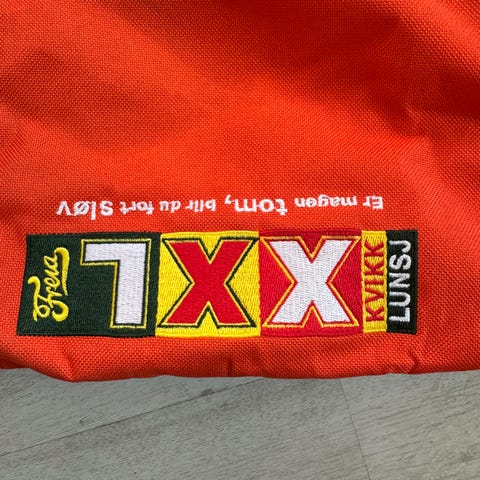 KVIKK
LUNSJ
XXL
Freia
Er magen tom, blir du fort sløv